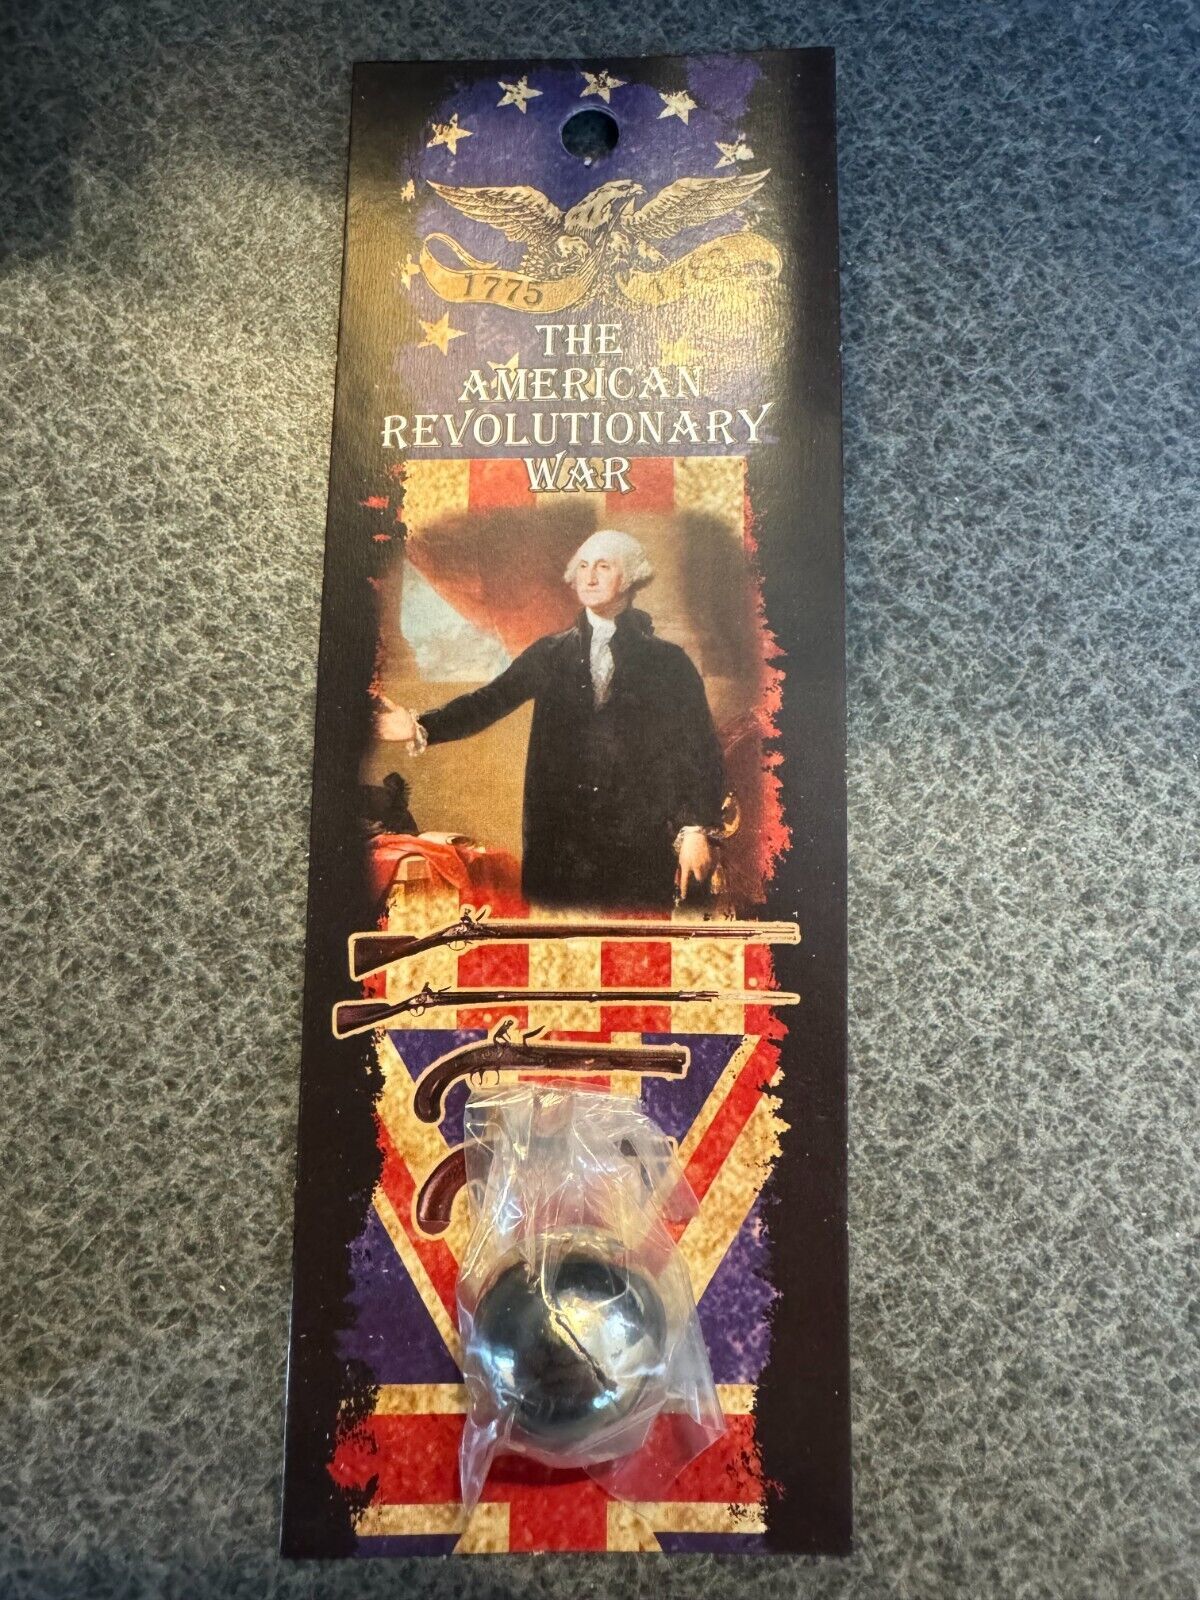 1775
THE
AMERICAN
REVOLUTIONARY
WAR